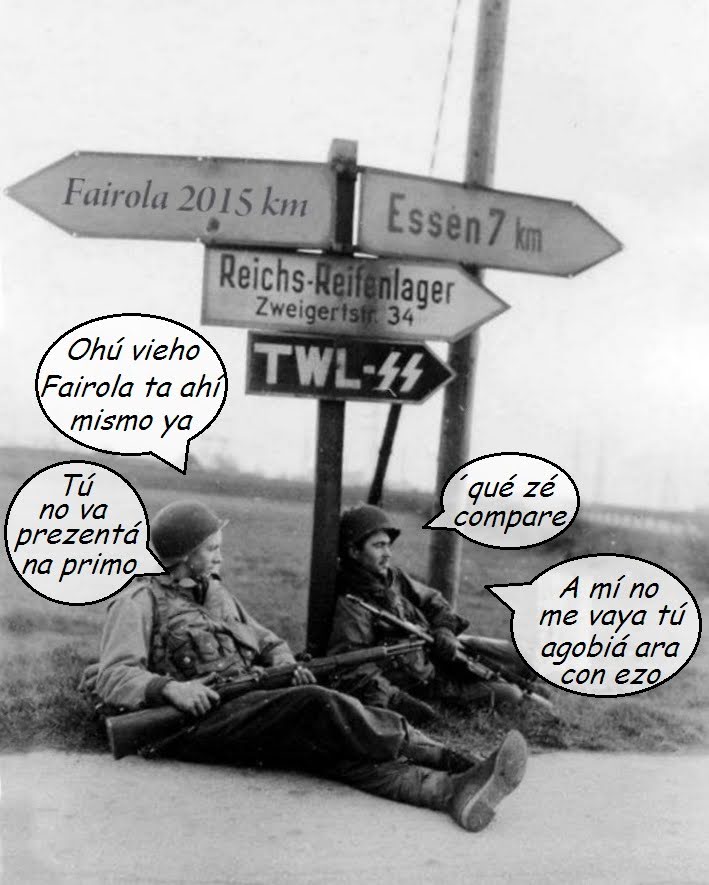 Fairola 2015 km
Essen 7 km
Reichs-Reifenlager
Zweigertstr. 34
TWL-SS
Ohú vieho
Fairola ta ahí
mismo ya
Tú
no va
prezentá
na primo
´qué zé
compare
A mí no
me vaya tú
agobiá ara
con ezo